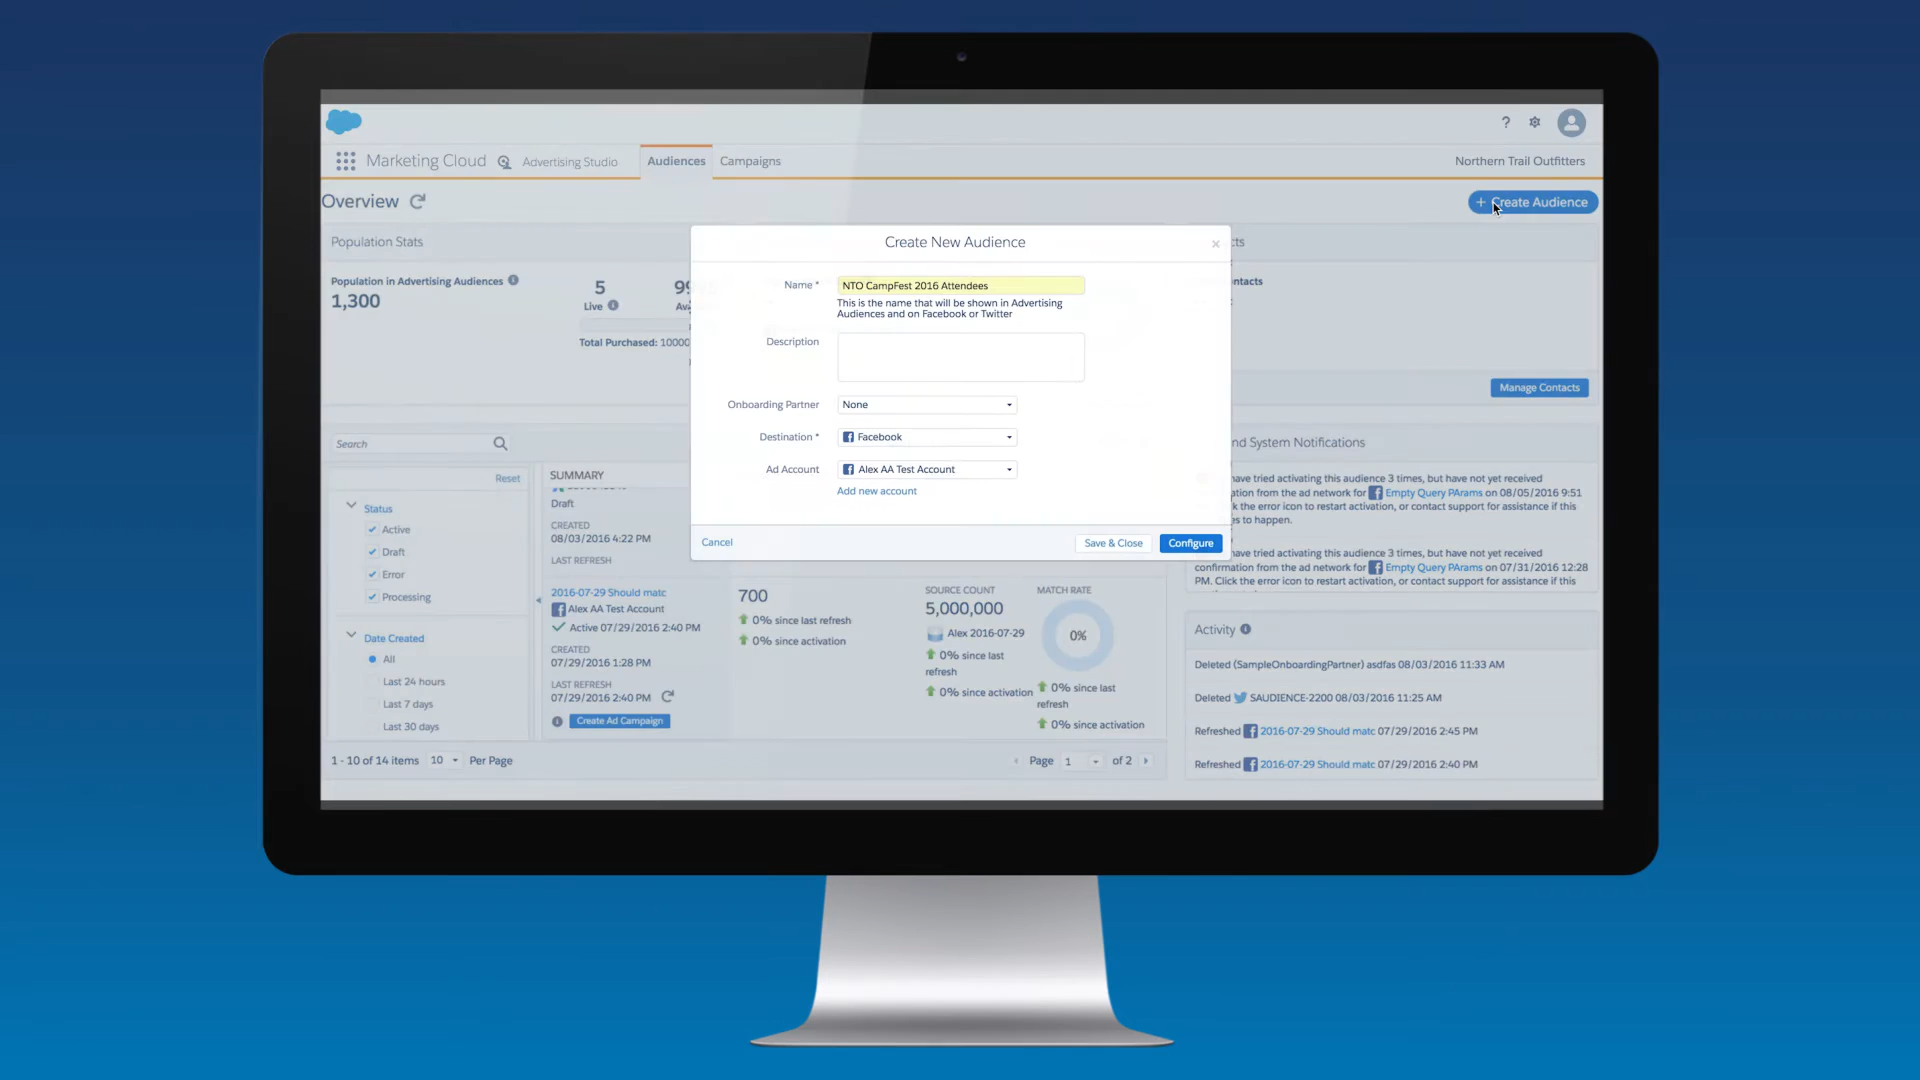 ?
Marketing Cloud Advertising Studio Audiences Campaigns Northern Trail Outfitters
Overview
+ Create Audience
Population Stats
Population in Advertising Audiences
1,300
5
Live
Total Purchased: 10000
Create New Audience
×
Name *
NTO CampFest 2016 Attendees
This is the name that will be shown in Advertising
Audiences and on Facebook or Twitter
Description
Onboarding Partner
None
Destination *
Facebook
Ad Account
Alex AA Test Account
Add new account
Cancel
Save & Close
Configure
Manage Contacts
Search
Reset
Status
Active
Draft
Error
Processing
Date Created
All
Last 24 hours
Last 7 days
Last 30 days
SUMMARY
Draft
CREATED
08/03/2016 4:22 PM
LAST REFRESH
2016-07-29 Should matc
Alex AA Test Account
Active 07/29/2016 2:40 PM
CREATED
07/29/2016 1:28 PM
LAST REFRESH
07/29/2016 2:40 PM
Create Ad Campaign
700
0% since last refresh
0% since activation
SOURCE COUNT
5,000,000
Alex 2016-07-29
0% since last
refresh
0% since activation
MATCH RATE
0%
0% since last
refresh
0% since activation
1 - 10 of 14 items 10 Per Page
Page 1 of 2
nd System Notifications
have tried activating this audience 3 times, but have not yet received
ation from the ad network for Empty Query PArams on 08/05/2016 9:51
k the error icon to restart activation, or contact support for assistance if this
es to happen.
have tried activating this audience 3 times, but have not yet received
confirmation from the ad network for Empty Query PArams on 07/31/2016 12:28
PM. Click the error icon to restart activation, or contact support for assistance if this
Activity
Deleted (SampleOnboardingPartner) asdfas 08/03/2016 11:33 AM
Deleted SAUDIENCE-2200 08/03/2016 11:25 AM
Refreshed 2016-07-29 Should matc 07/29/2016 2:45 PM
Refreshed 2016-07-29 Should matc 07/29/2016 2:40 PM